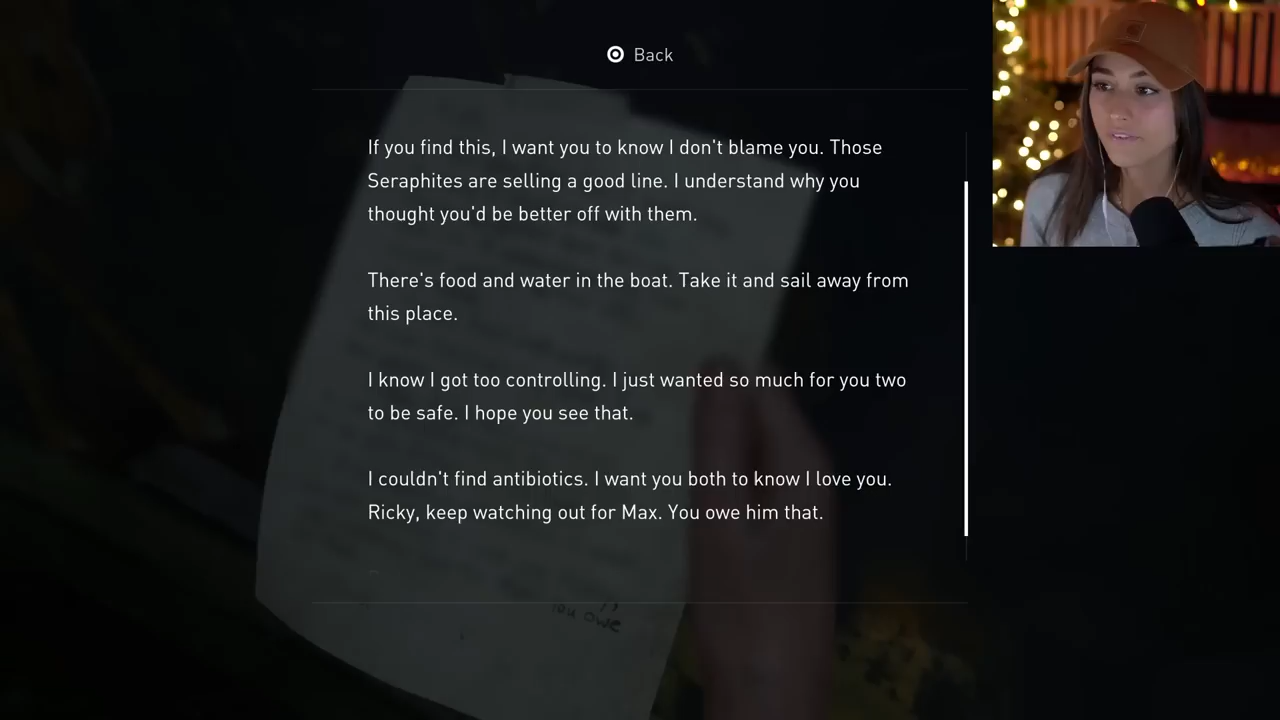 Back
If you find this, I want you to know I don't blame you. Those
Seraphites are selling a good line. I understand why you
thought you'd be better off with them.
There's food and water in the boat. Take it and sail away from
this place.
I know I got too controlling. I just wanted so much for you two
to be safe. I hope you see that.
I couldn't find antibiotics. I want you both to know I love you.
Ricky, keep watching out for Max. You owe him that.
You owe